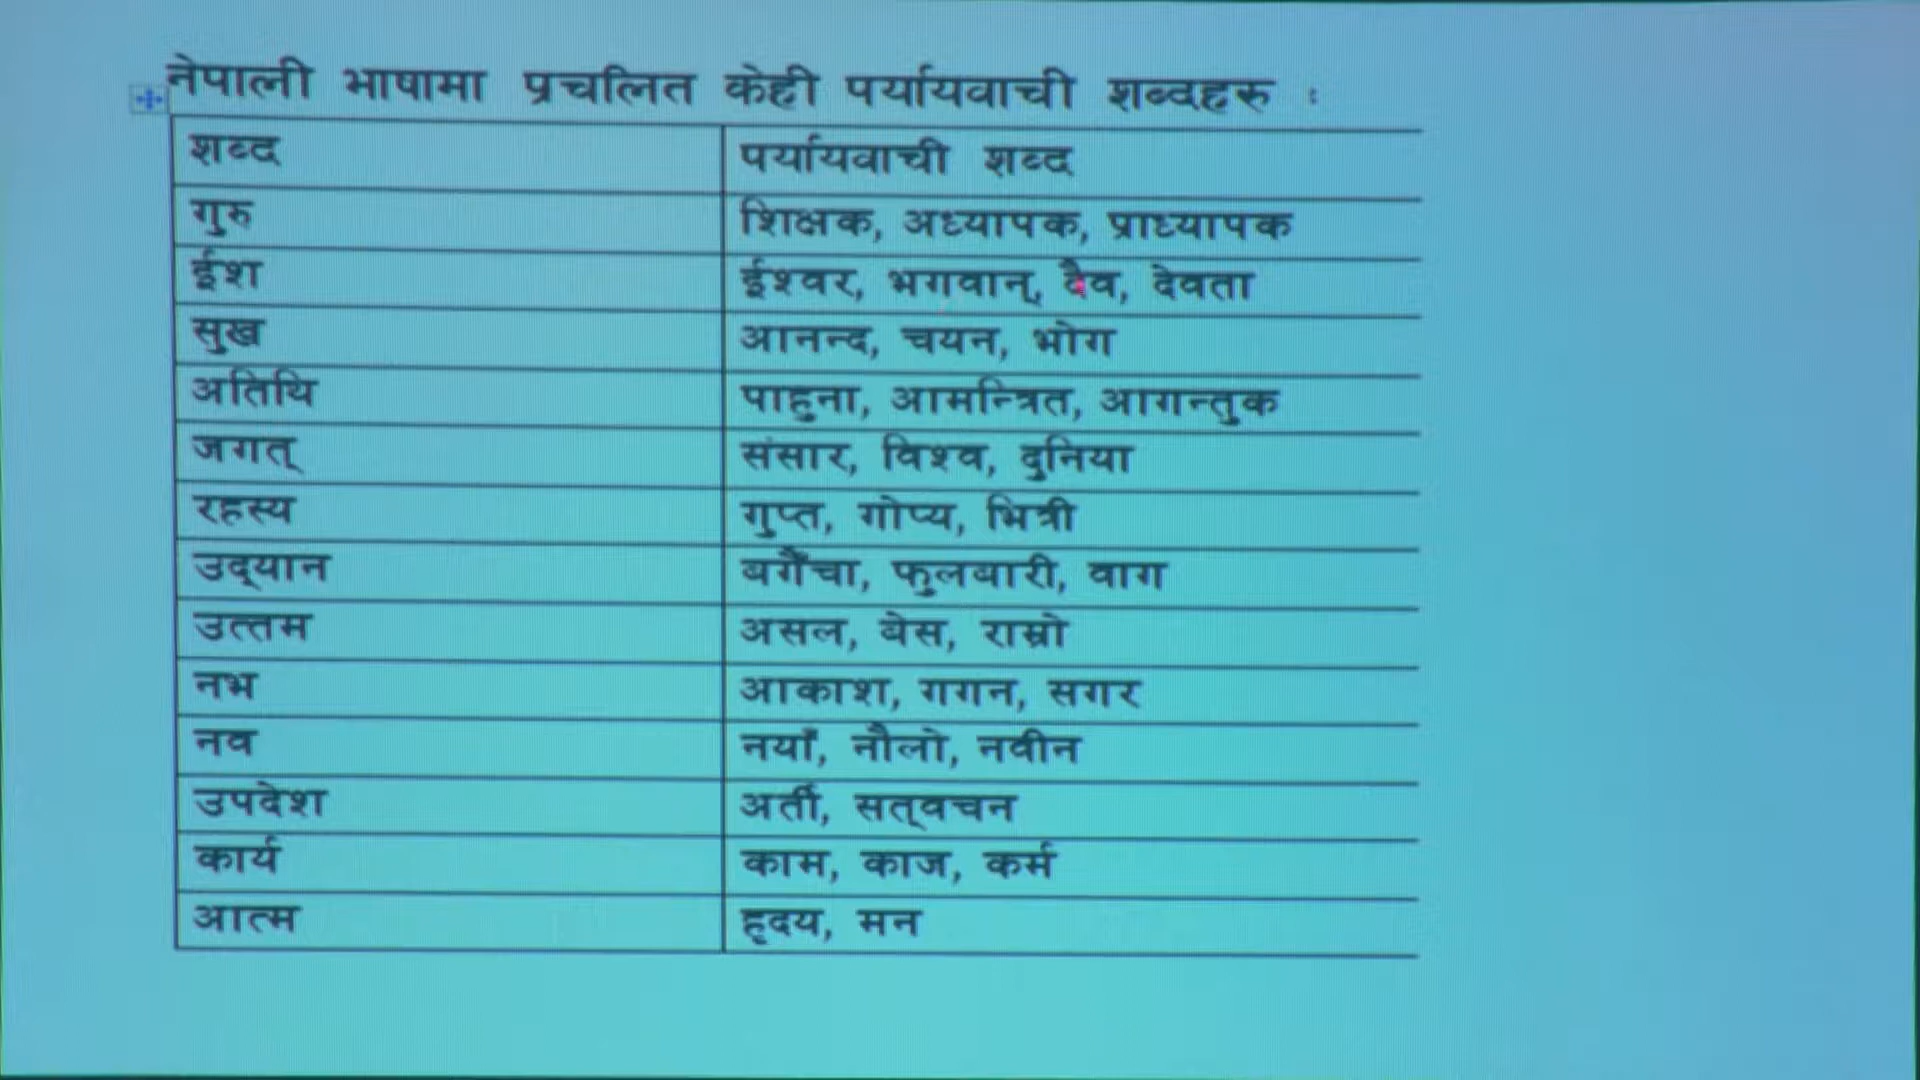 नेपाली भाषामा प्रचलित केही पर्यायवाची शब्दहरु :
शब्द पर्यायवाची शब्द
गुरु शिक्षक, अध्यापक, प्राध्यापक
ईश ईश्वर, भगवान्, दैव, देवता
सुख आनन्द, चयन, भोग
अतिथि पाहुना, आमन्त्रित, आगन्तुक
जगत् संसार, विश्व, दुनिया
रहस्य गुप्त, गोप्य, भित्री
उद्‌यान बगैँचा, फुलबारी, वाग
उत्तम असल, बेस, राम्रो
नभ आकाश, गगन, सगर
नव नयाँ, नौलो, नवीन
उपदेश अर्ती, सत्‌वचन
कार्य काम, काज, कर्म
आत्म हृदय, मन